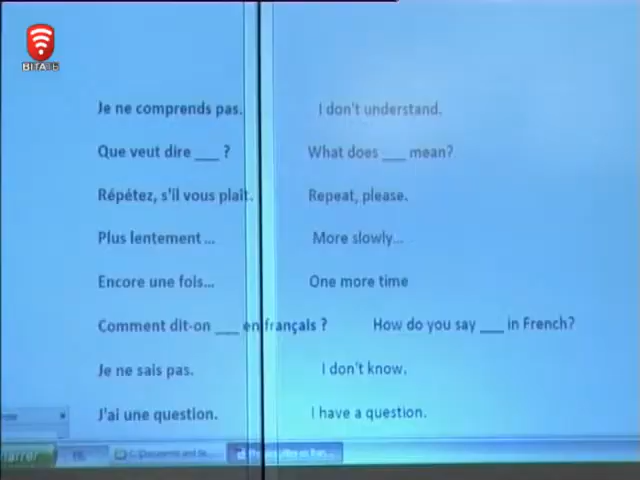 BITA
Je ne comprends pas. I don't understand.
Que veut dire ___ ? What does ___ mean?
Répétez, s'il vous plait. Repeat, please.
Plus lentement ... More slowly...
Encore une fois... One more time
Comment dit-on ___ en français ? How do you say ___ in French?
Je ne sais pas. I don't know.
J'ai une question. I have a question.